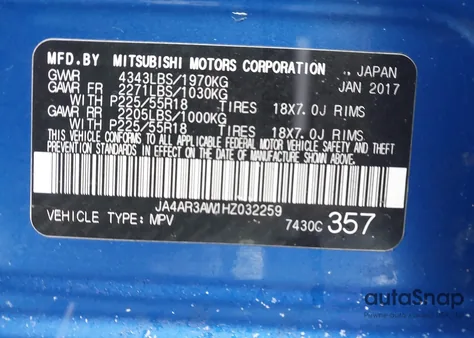 MFD.BY MITSUBISHI MOTORS CORPORATION / JAPAN
GVWR 4343LBS/1970KG JAN 2017
GAWR FR 2271LBS/1030KG
WITH P225/55R18 TIRES 18X7.0J RIMS
GAWR RR 2205LBS/1000KG
WITH P225/55R18 TIRES 18X7.0J RIMS
THIS VEHICLE CONFORMS TO ALL APPLICABLE FEDERAL MOTOR VEHICLE SAFETY AND THEFT
PREVENTION STANDARDS IN EFFECT ON THE DATE OF MANUFACTURE SHOWN ABOVE.
JA4AR3AW1HZ032259
VEHICLE TYPE: MPV 7430C 357
autoSnap
Powered by AutoAstat